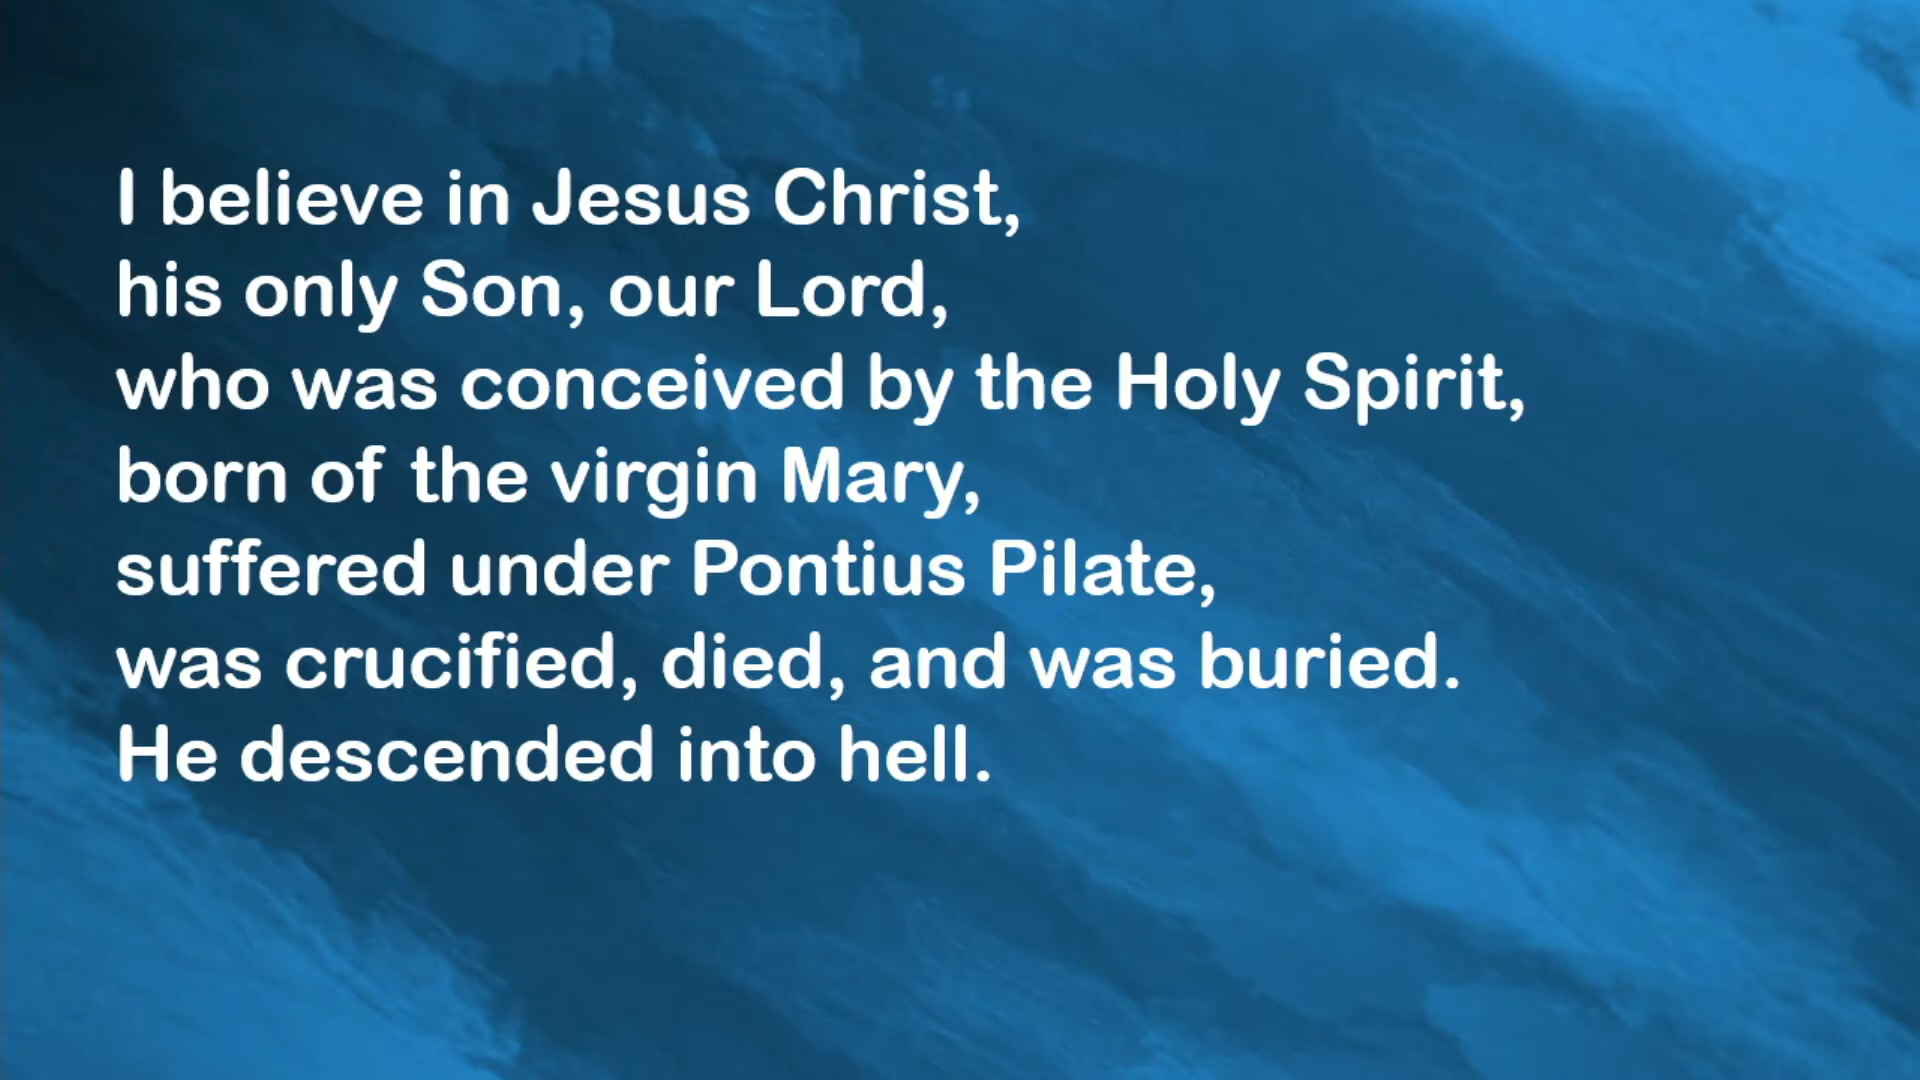 I believe in Jesus Christ,
his only Son, our Lord,
who was conceived by the Holy Spirit,
born of the virgin Mary,
suffered under Pontius Pilate,
was crucified, died, and was buried.
He descended into hell.